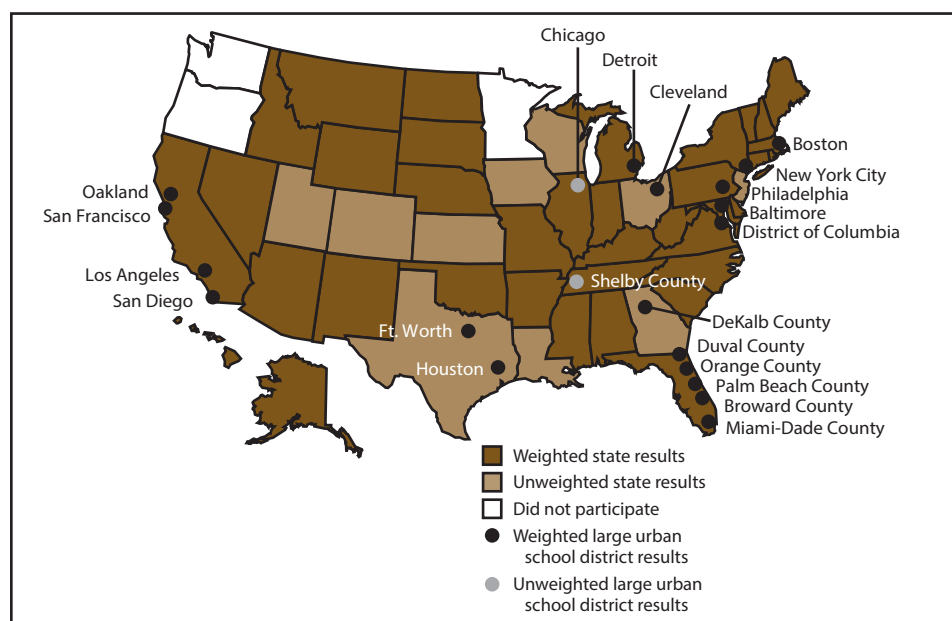 Chicago
Detroit
Cleveland
Boston
New York City
Philadelphia
Baltimore
District of Columbia
Oakland
San Francisco
Los Angeles
San Diego
Shelby County
Ft. Worth
Houston
DeKalb County
Duval County
Orange County
Palm Beach County
Broward County
Miami-Dade County
Weighted state results
Unweighted state results
Did not participate
Weighted large urban
school district results
Unweighted large urban
school district results